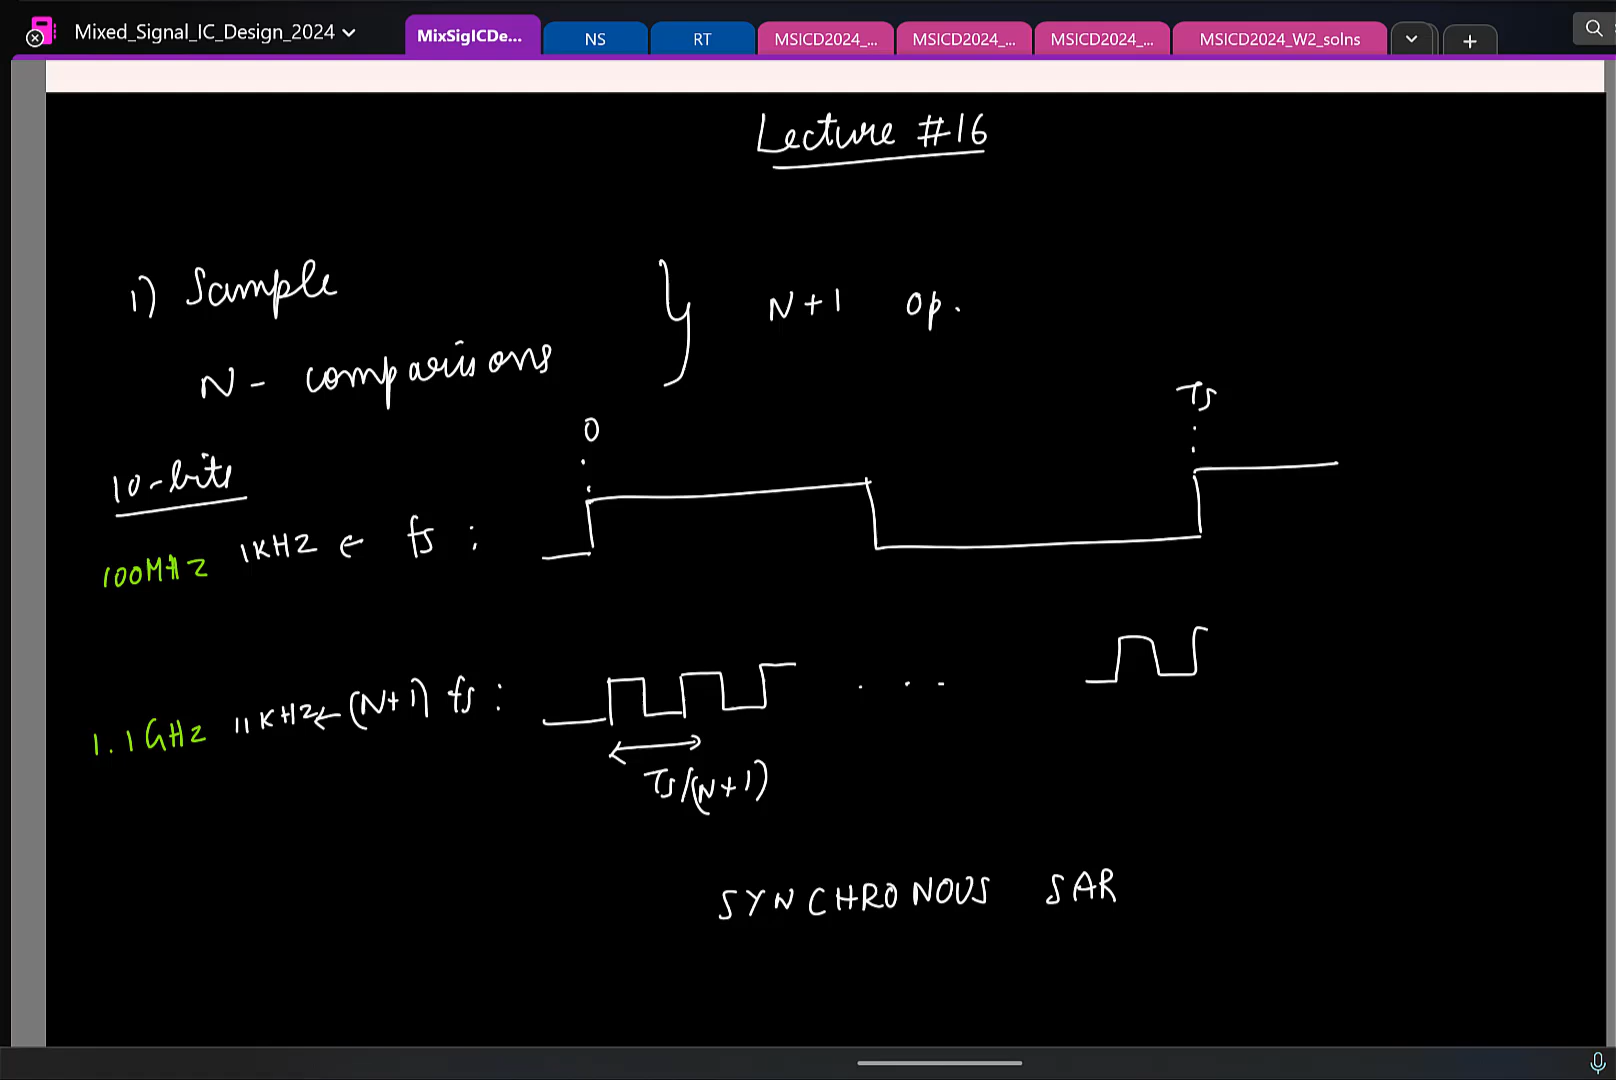 Mixed_Signal_IC_Design_2024
MixSigICDe... NS RT MSICD2024_... MSICD2024_... MSICD2024_... MSICD2024_W2_solns
Lecture #16
1) Sample
N+1 op.
N - comparisions
Ts
0
10-bits
100MHz 1KHz ← fs :
1.1GHz 11KHz ← (N+1) fs : . . .
Ts/(N+1)
SYNCHRONOUS SAR